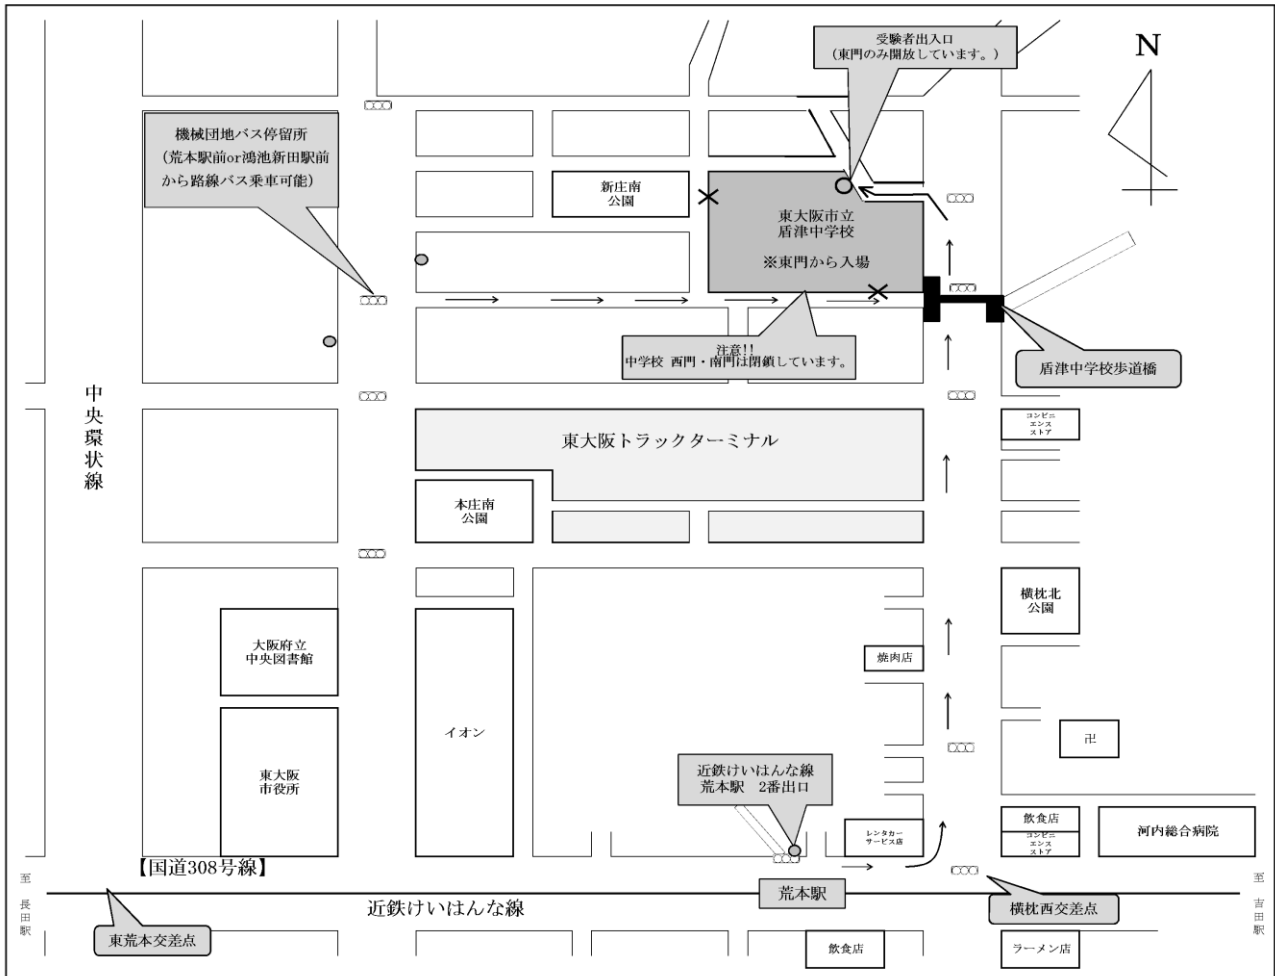 受験者出入口
（東門のみ開放しています。）
N
機械団地バス停留所
（荒本駅前or鴻池新田駅前
から路線バス乗車可能）
新庄南
公園
東大阪市立
盾津中学校
※東門から入場
注意!!
中学校 西門・南門は閉鎖しています。
盾津中学校歩道橋
中央環状線
コンビニ
エンス
ストア
東大阪トラックターミナル
本庄南
公園
横枕北
公園
大阪府立
中央図書館
焼肉店
イオン
卍
東大阪
市役所
近鉄けいはんな線
荒本駅 2番出口
レンタカー
サービス店
飲食店
コンビニ
エンス
ストア
河内総合病院
【国道308号線】
至 長田駅
近鉄けいはんな線
荒本駅
横枕西交差点
至 吉田駅
東荒本交差点
飲食店
ラーメン店